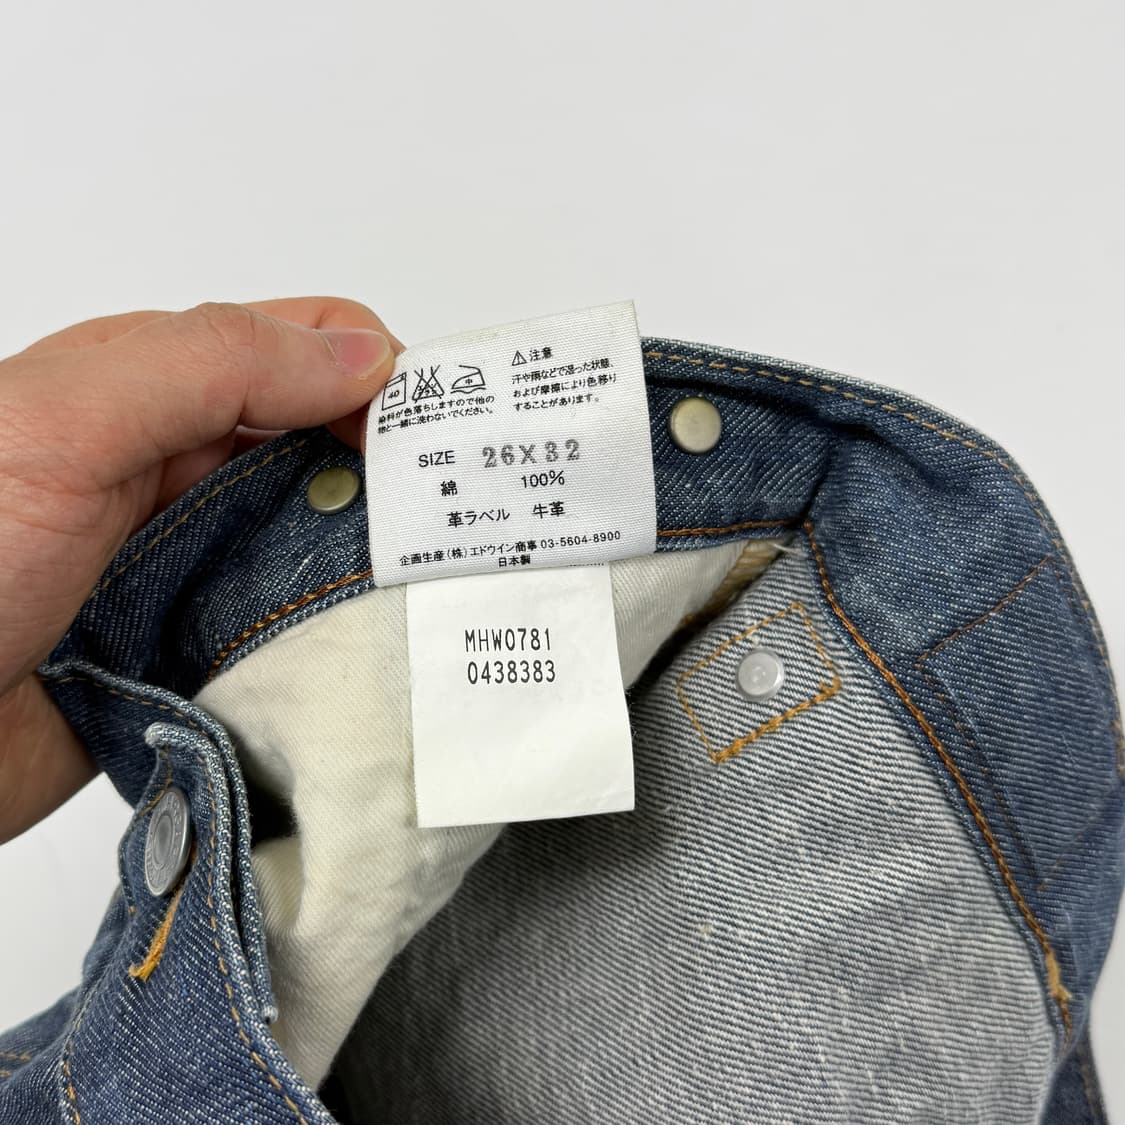 40
中
⚠注意
汗や雨などで湿った状態、
および摩擦により色移り
することがあります。
染料が色落ちしますので他の
物と一緒に洗わないでください。
SIZE 26X32
綿 100%
革ラベル 牛革
企画生産(株)エドウイン商事 03-5604-8900
日本製
MHW0781
0438383